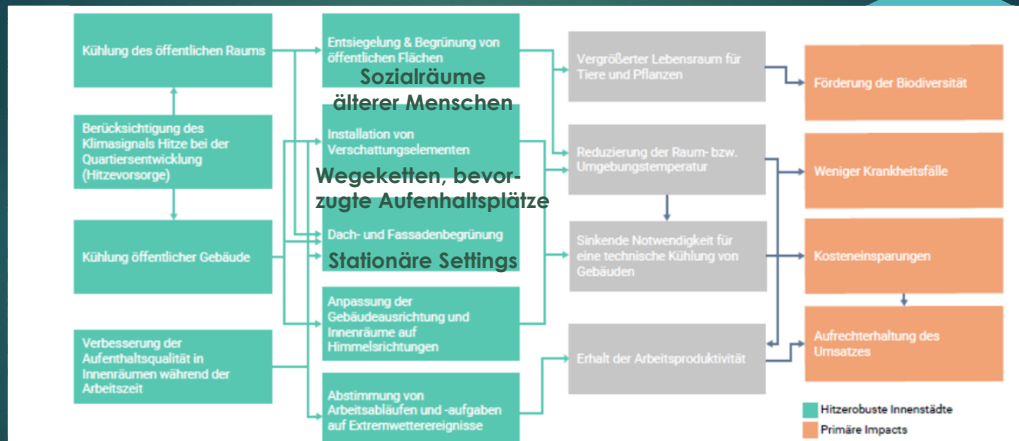 Kühlung des öffentlichen Raums
Berücksichtigung des
Klimasignals Hitze bei der
Quartiersentwicklung
(Hitzevorsorge)
Kühlung öffentlicher Gebäude
Verbesserung der
Aufenthaltsqualität in
Innenräumen während der
Arbeitszeit
Entsiegelung & Begrünung von
öffentlichen Flächen
Sozialräume
älterer Menschen
Installation von
Verschattungselementen
Wegeketten, bevor-
zugte Aufenhaltsplätze
Dach- und Fassadenbegrünung
Stationäre Settings
Anpassung der
Gebäudeausrichtung und
Innenräume auf
Himmelsrichtungen
Abstimmung von
Arbeitsabläufen und -aufgaben
auf Extremwetterereignisse
Vergrößerter Lebensraum für
Tiere und Pflanzen
Reduzierung der Raum- bzw.
Umgebungstemperatur
Sinkende Notwendigkeit für
eine technische Kühlung von
Gebäuden
Erhalt der Arbeitsproduktivität
Förderung der Biodiversität
Weniger Krankheitsfälle
Kosteneinsparungen
Aufrechterhaltung des
Umsatzes
Hitzerobuste Innenstädte
Primäre Impacts